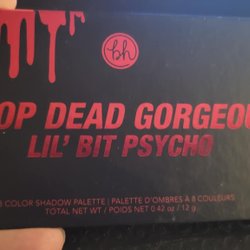 bh
OP DEAD GORGEOU
LIL' BIT PSYCHO
8 COLOR SHADOW PALETTE | PALETTE D'OMBRES À 8 COULEURS
TOTAL NET WT / POIDS NET 0.42 oz / 12 g